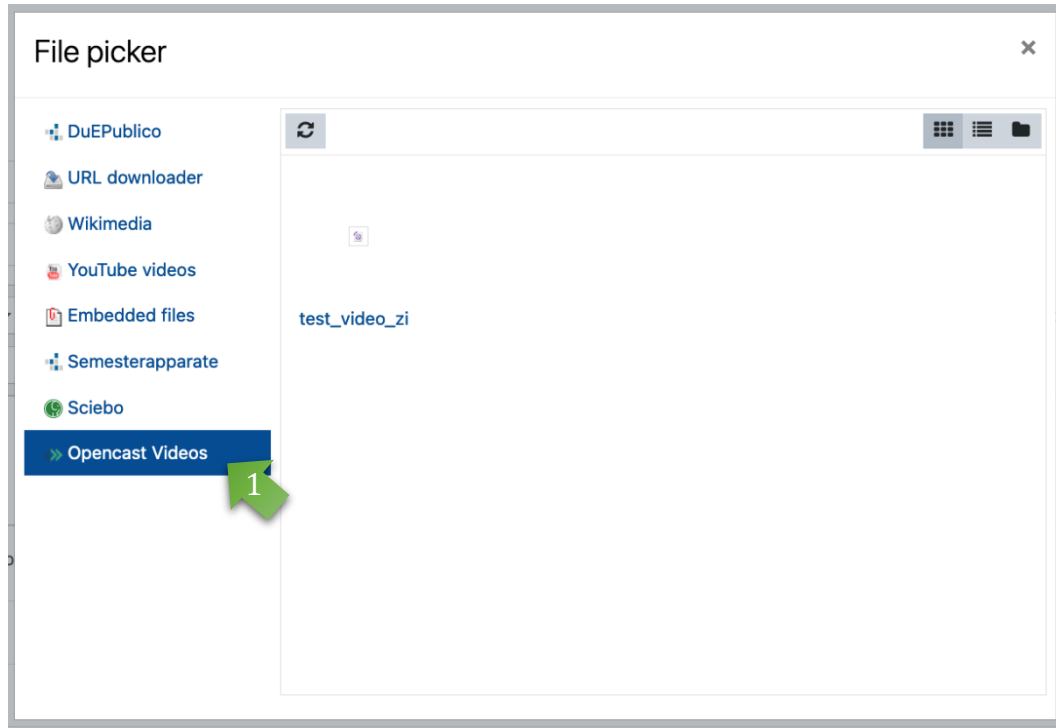 File picker
×
DuEPublico
URL downloader
Wikimedia
YouTube videos
Embedded files
Semesterapparate
Sciebo
Opencast Videos
1
test_video_zi